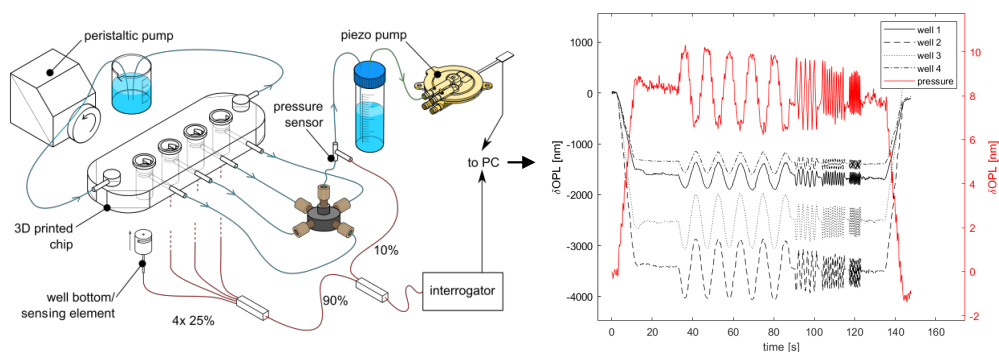 peristaltic pump
piezo pump
pressure
sensor
to PC
3D printed
chip
10%
well bottom/
sensing element
90%
interrogator
4x 25%
well 1
well 2
well 3
well 4
pressure
1000
0
-1000
-2000
-3000
-4000
δOPL [nm]
10
8
6
4
2
0
-2
δOPL [nm]
0
20
40
60
80
100
120
140
160
time [s]